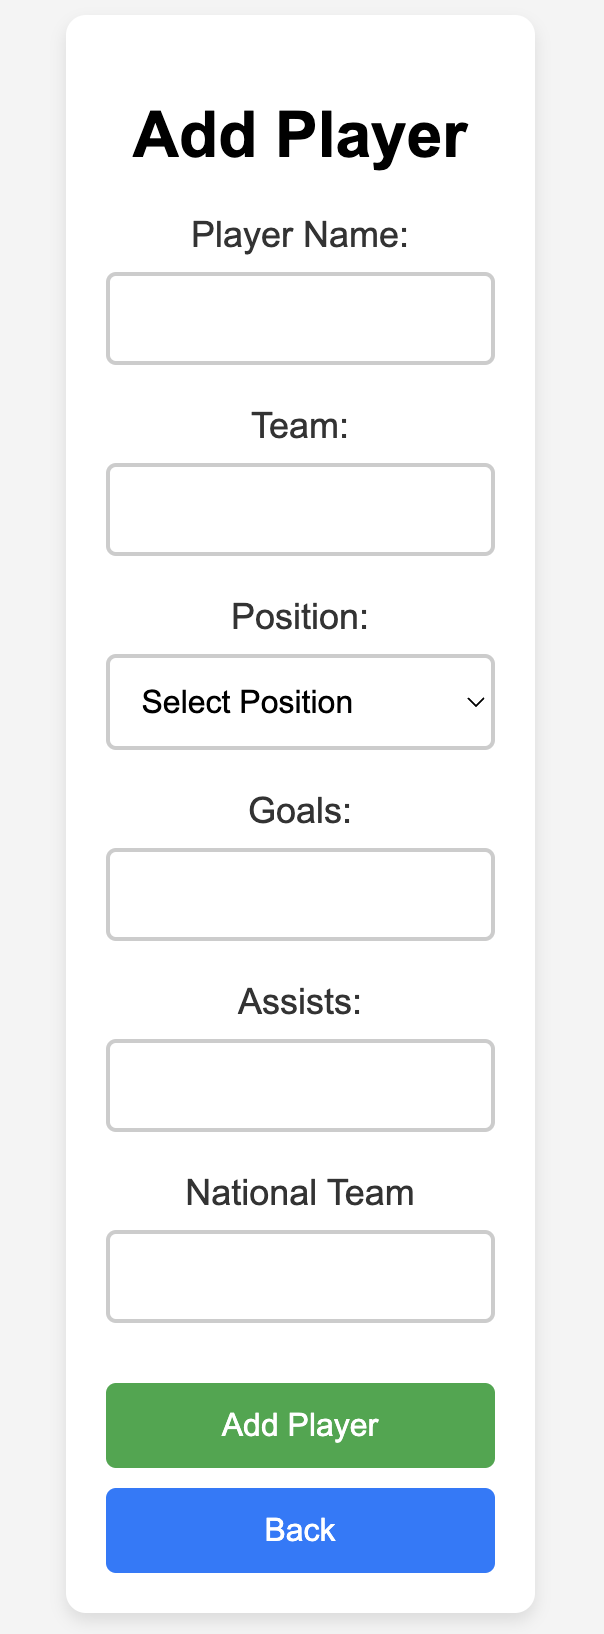 Add Player
Player Name:
Team:
Position:
Select Position
Goals:
Assists:
National Team
Add Player
Back